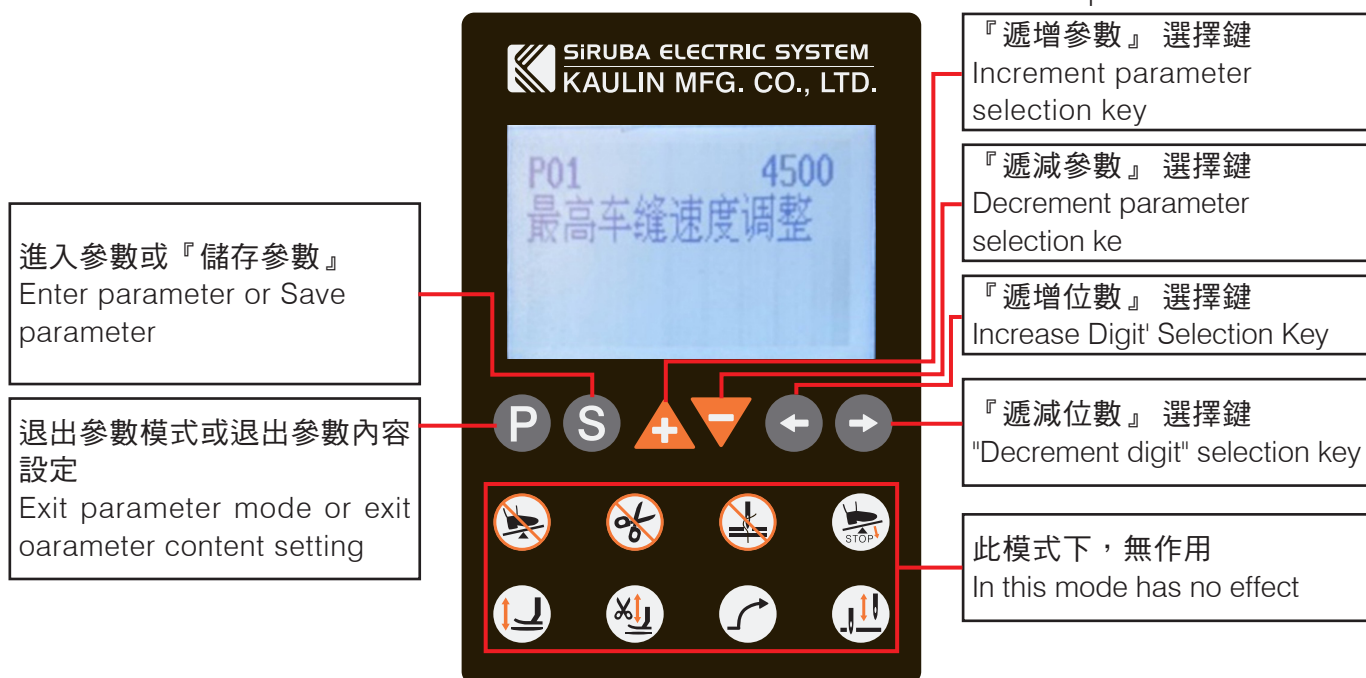 SiRUBA ELECTRIC SYSTEM
KAULIN MFG. CO., LTD.
P01 4500
最高车缝速度调整
P S + -
STOP
進入參數或『儲存參數』
Enter parameter or Save
parameter
退出參數模式或退出參數內容
設定
Exit parameter mode or exit
oarameter content setting
『遞增參數』 選擇鍵
Increment parameter
selection key
『遞減參數』 選擇鍵
Decrement parameter
selection ke
『遞增位數』 選擇鍵
Increase Digit' Selection Key
『遞減位數』 選擇鍵
"Decrement digit" selection key
此模式下，無作用
In this mode has no effect